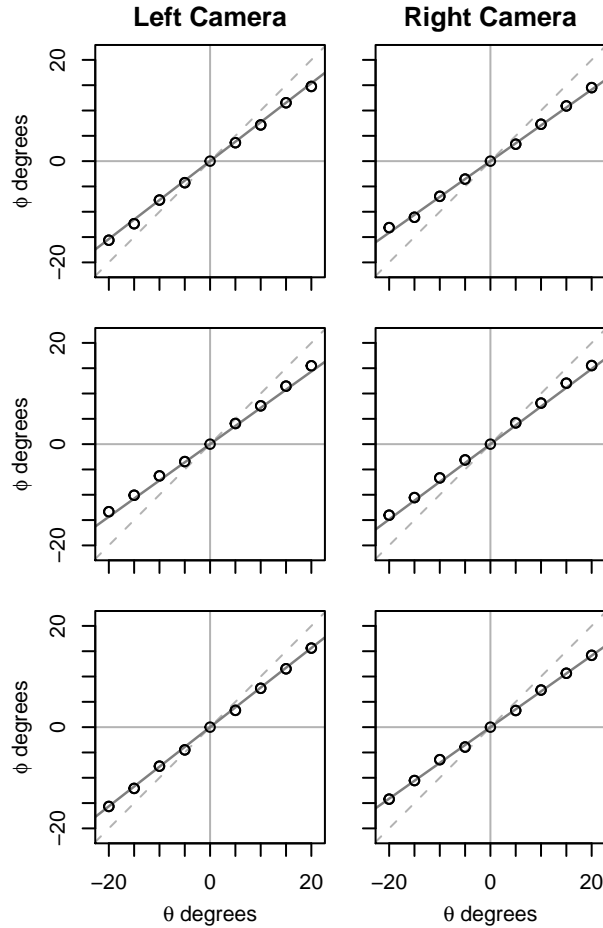 Left Camera
Right Camera
20
0
−20
φ degrees
20
0
−20
φ degrees
20
0
−20
φ degrees
−20 0 20
−20 0 20
θ degrees
θ degrees